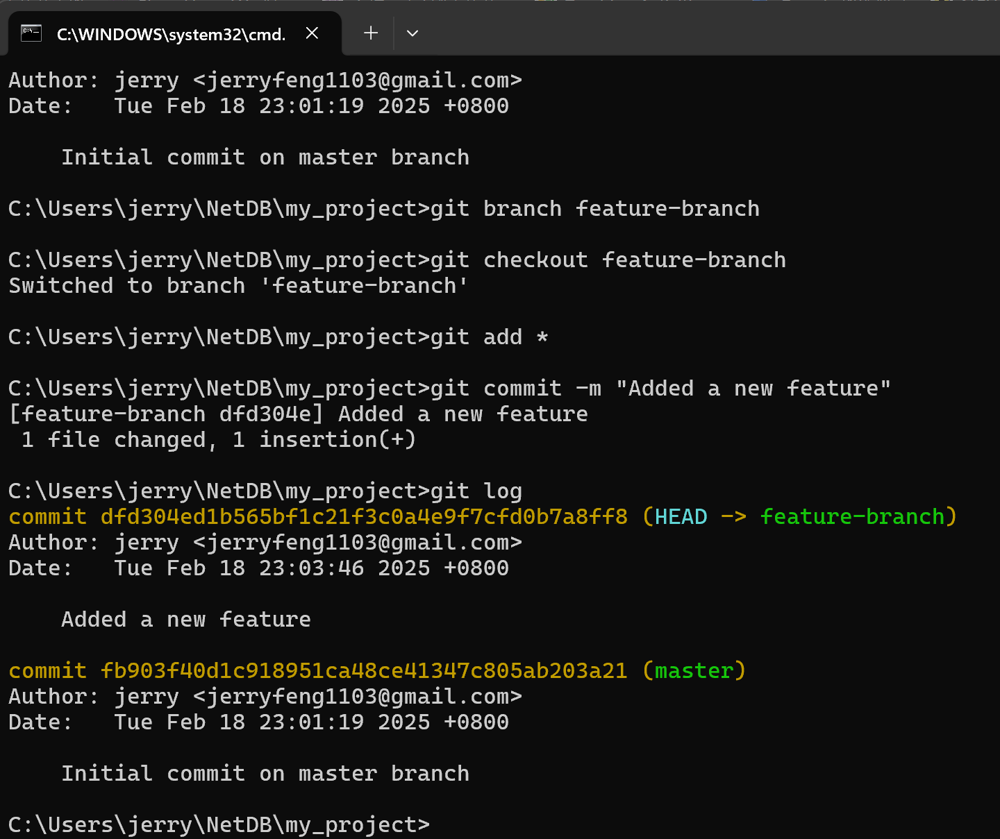 C:\WINDOWS\system32\cmd.
Author: jerry <jerryfeng1103@gmail.com>
Date:   Tue Feb 18 23:01:19 2025 +0800
    Initial commit on master branch
C:\Users\jerry\NetDB\my_project>git branch feature-branch
C:\Users\jerry\NetDB\my_project>git checkout feature-branch
Switched to branch 'feature-branch'
C:\Users\jerry\NetDB\my_project>git add *
C:\Users\jerry\NetDB\my_project>git commit -m "Added a new feature"
[feature-branch dfd304e] Added a new feature
 1 file changed, 1 insertion(+)
C:\Users\jerry\NetDB\my_project>git log
commit dfd304ed1b565bf1c21f3c0a4e9f7cfd0b7a8ff8 (HEAD -> feature-branch)
Author: jerry <jerryfeng1103@gmail.com>
Date:   Tue Feb 18 23:03:46 2025 +0800
    Added a new feature
commit fb903f40d1c918951ca48ce41347c805ab203a21 (master)
Author: jerry <jerryfeng1103@gmail.com>
Date:   Tue Feb 18 23:01:19 2025 +0800
    Initial commit on master branch
C:\Users\jerry\NetDB\my_project>